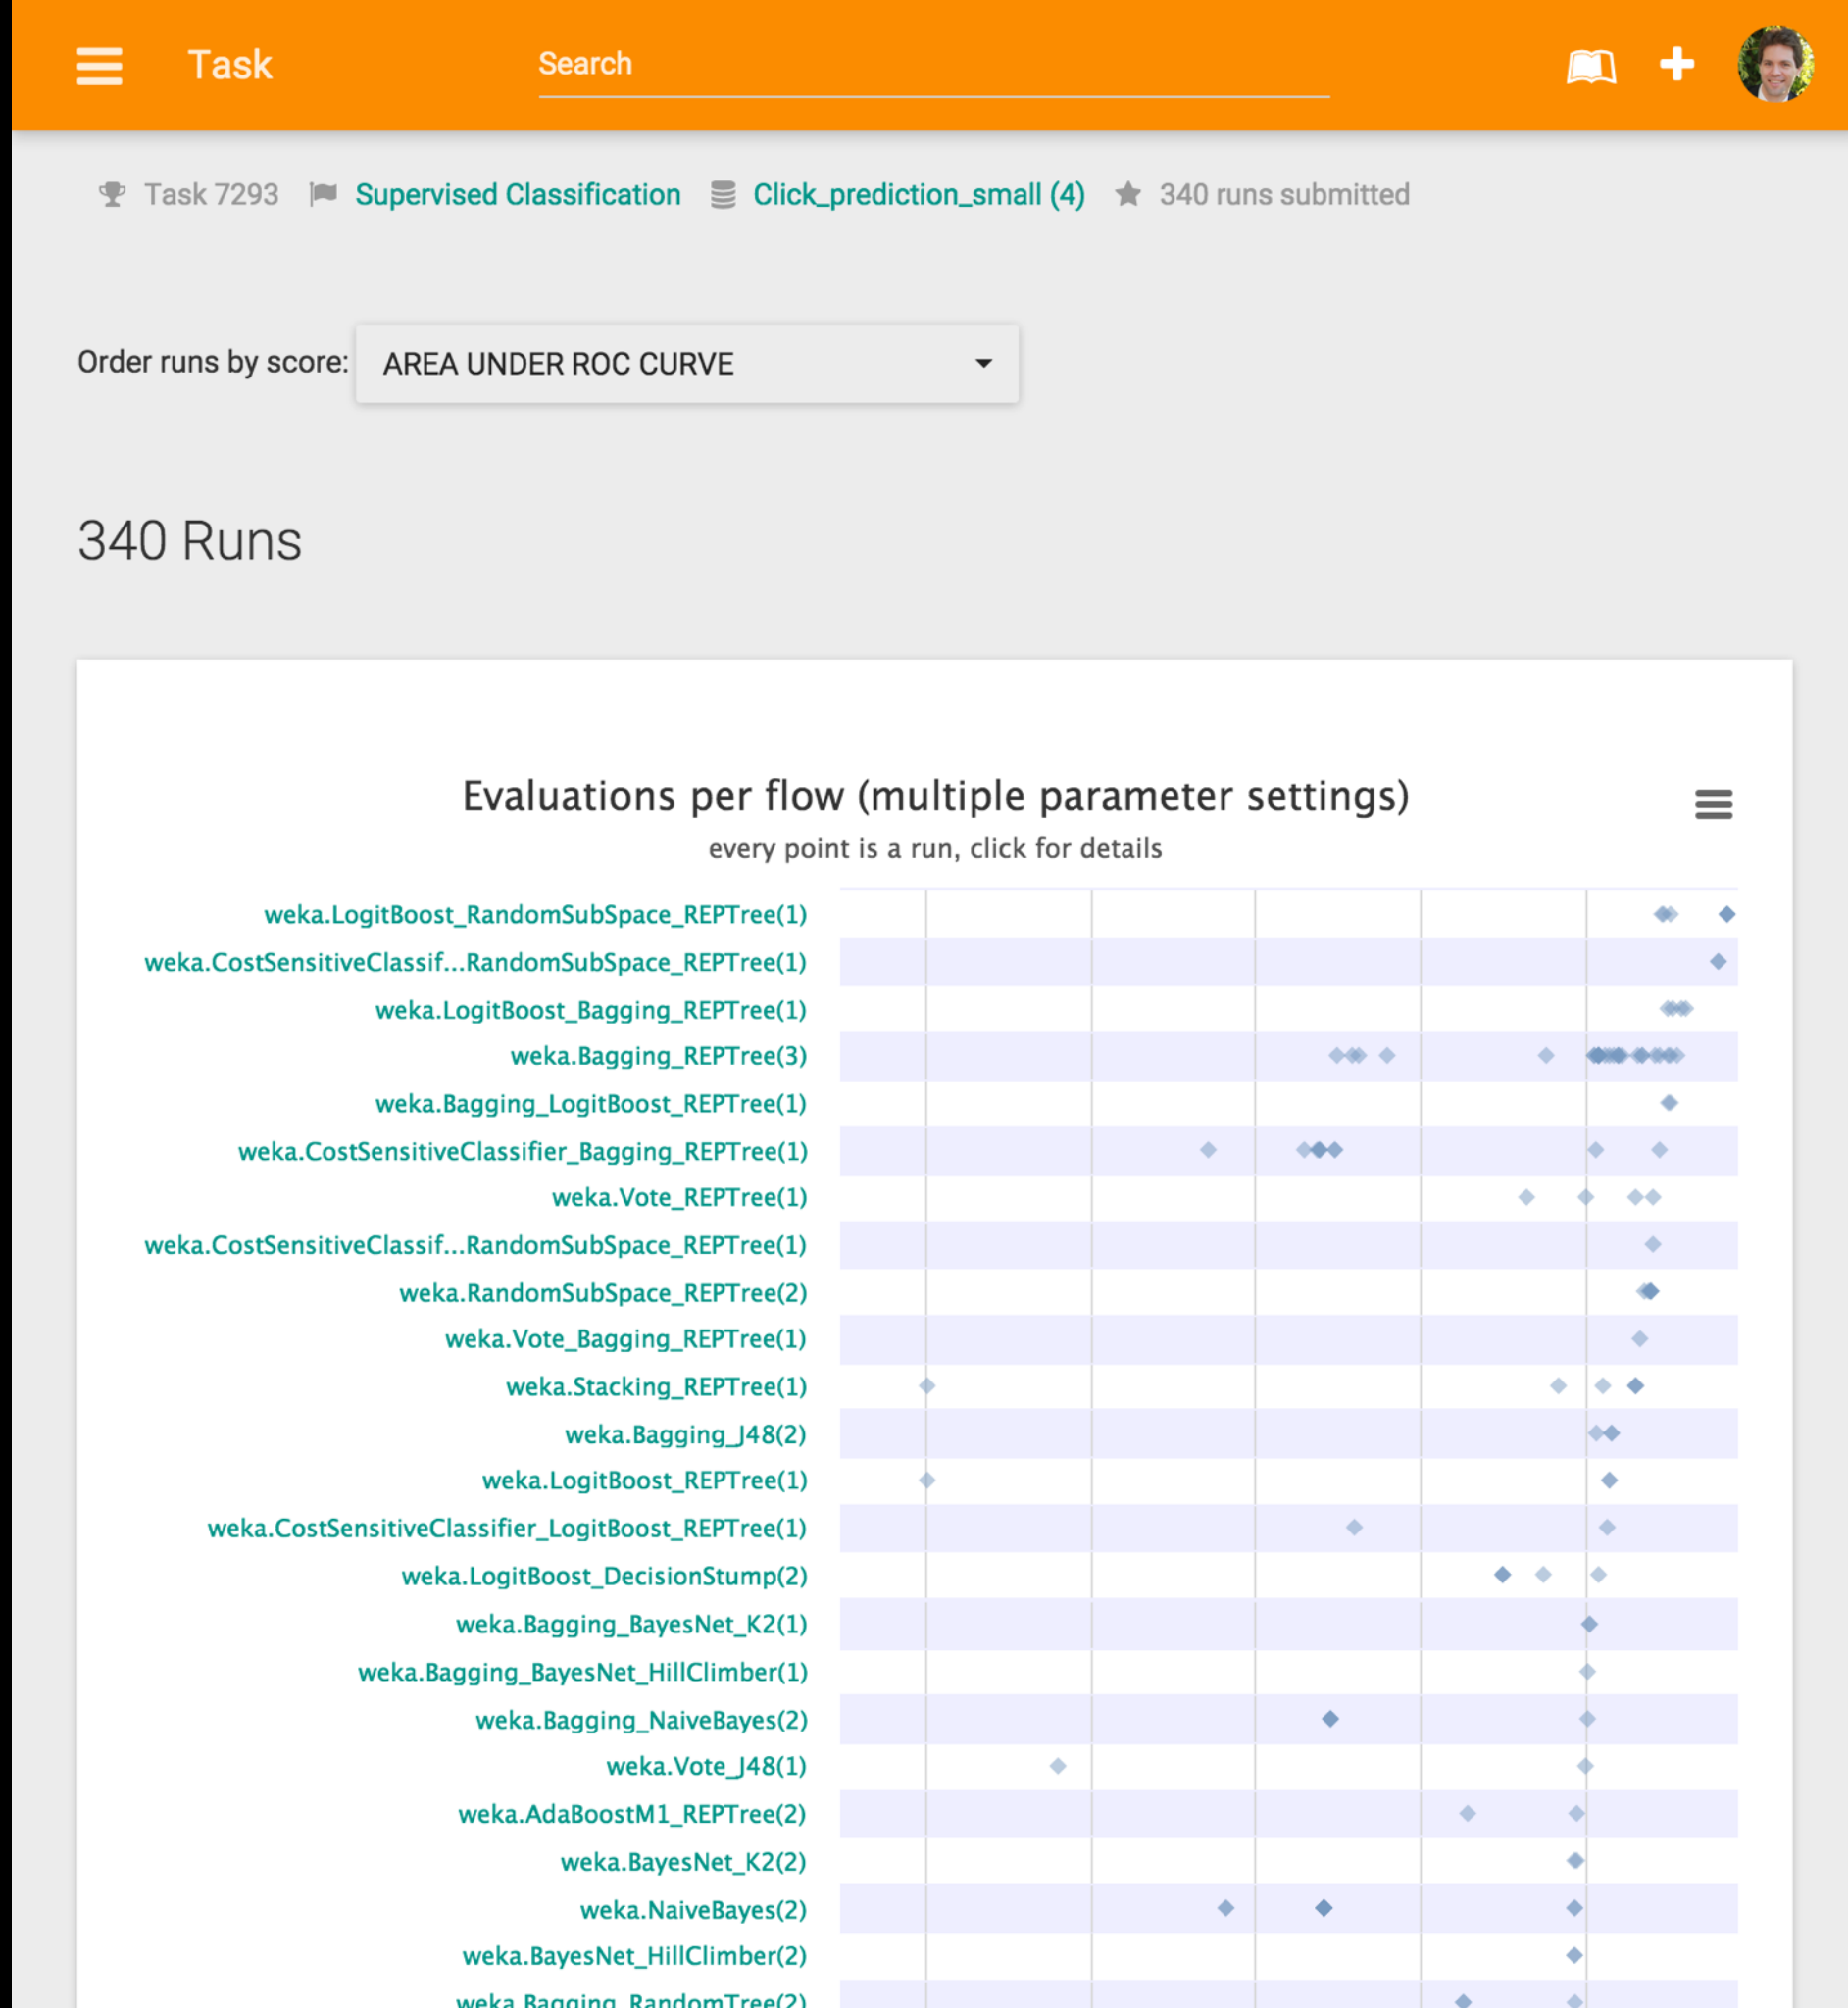 Task Search
Task 7293 Supervised Classification Click_prediction_small (4) 340 runs submitted
Order runs by score: AREA UNDER ROC CURVE
340 Runs
Evaluations per flow (multiple parameter settings)
every point is a run, click for details
weka.LogitBoost_RandomSubSpace_REPTree(1)
weka.CostSensitiveClassif...RandomSubSpace_REPTree(1)
weka.LogitBoost_Bagging_REPTree(1)
weka.Bagging_REPTree(3)
weka.Bagging_LogitBoost_REPTree(1)
weka.CostSensitiveClassifier_Bagging_REPTree(1)
weka.Vote_REPTree(1)
weka.CostSensitiveClassif...RandomSubSpace_REPTree(1)
weka.RandomSubSpace_REPTree(2)
weka.Vote_Bagging_REPTree(1)
weka.Stacking_REPTree(1)
weka.Bagging_J48(2)
weka.LogitBoost_REPTree(1)
weka.CostSensitiveClassifier_LogitBoost_REPTree(1)
weka.LogitBoost_DecisionStump(2)
weka.Bagging_BayesNet_K2(1)
weka.Bagging_BayesNet_HillClimber(1)
weka.Bagging_NaiveBayes(2)
weka.Vote_J48(1)
weka.AdaBoostM1_REPTree(2)
weka.BayesNet_K2(2)
weka.NaiveBayes(2)
weka.BayesNet_HillClimber(2)
weka.Bagging_RandomTree(2)